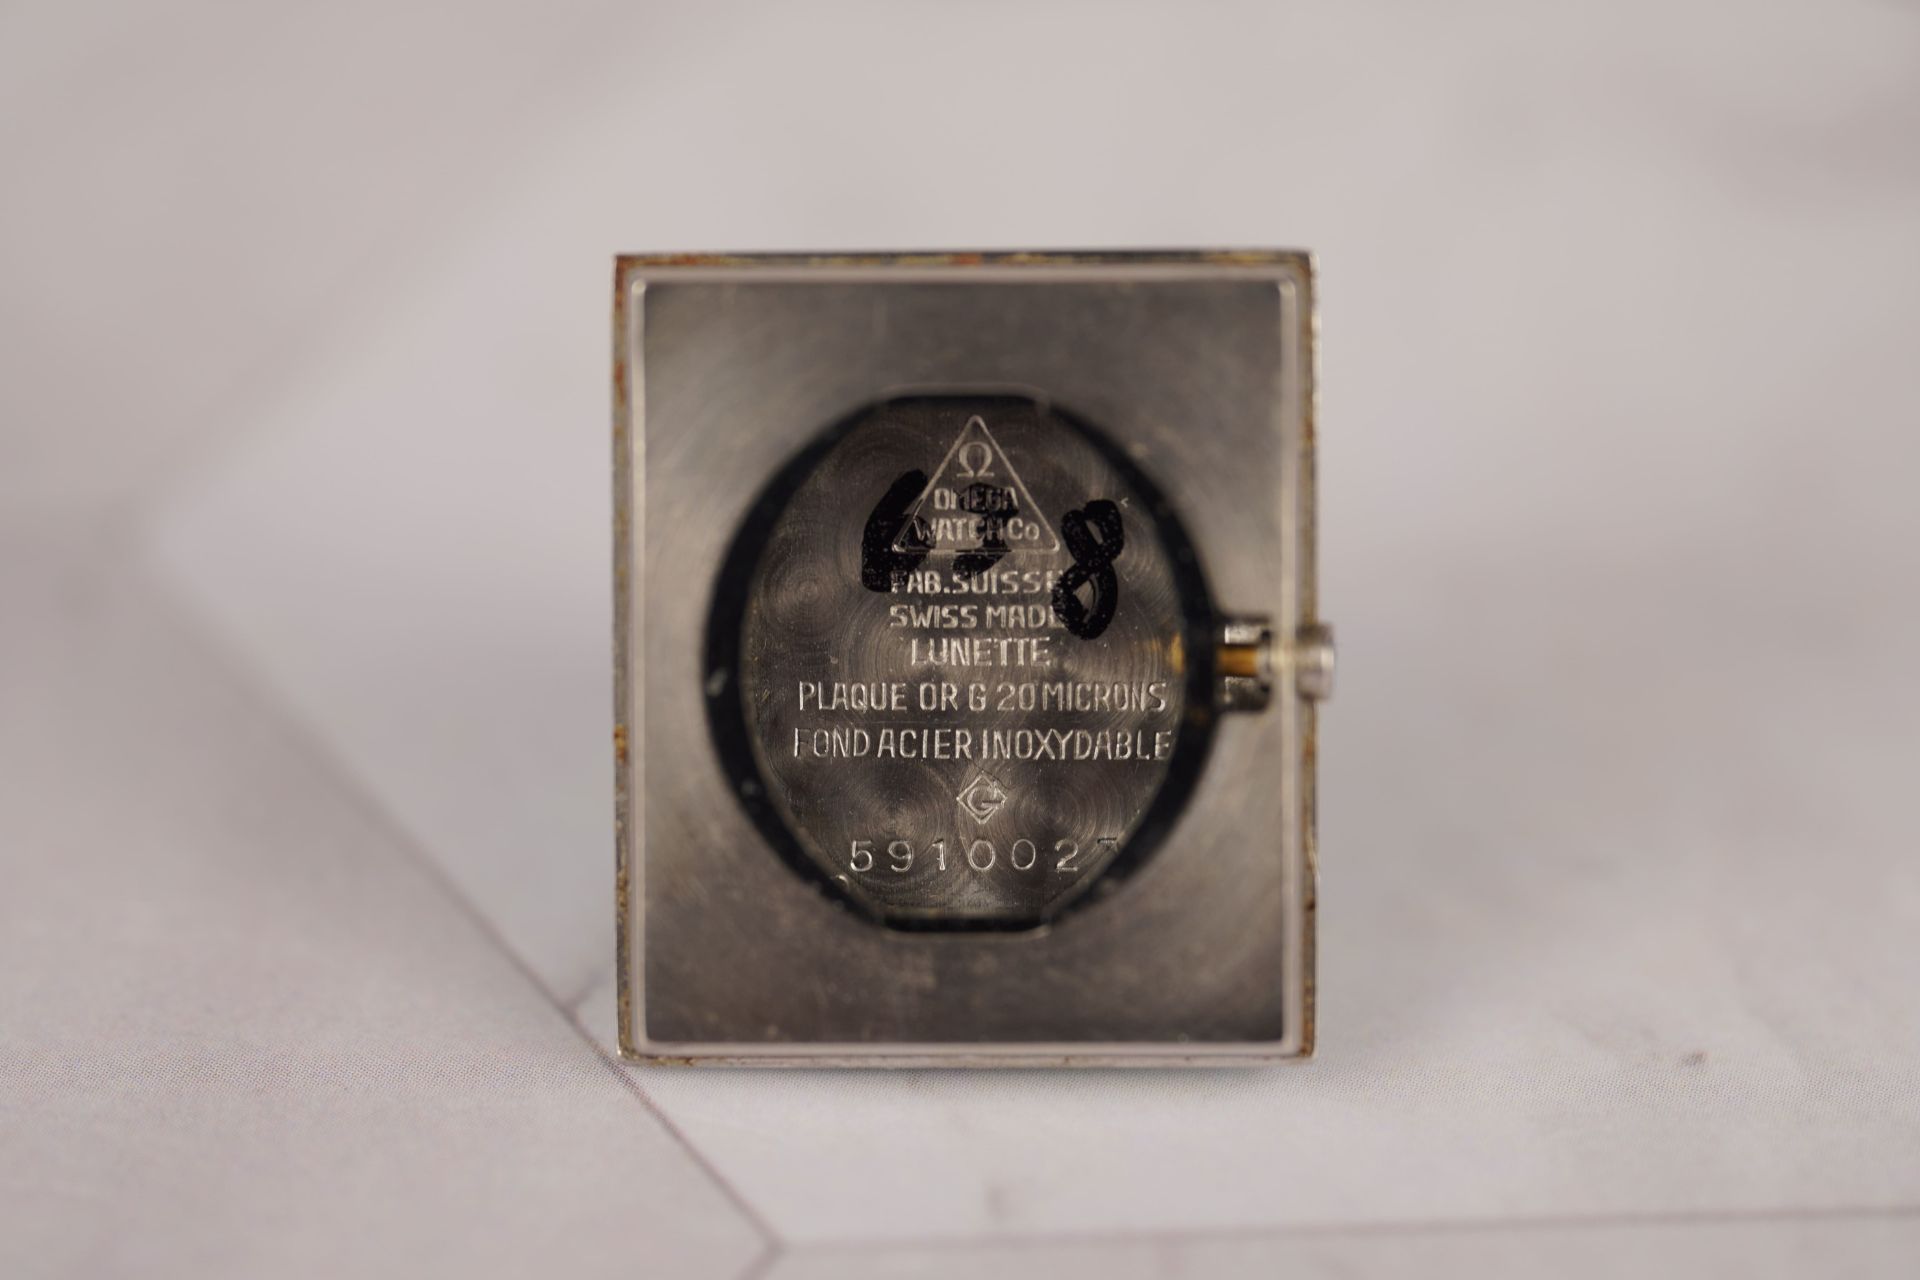 Ω
OMEGA
WATCH Co
FAB. SUISSE
SWISS MADE
LUNETTE
PLAQUE OR G 20 MICRONS
FOND ACIER INOXYDABLE
G
591002